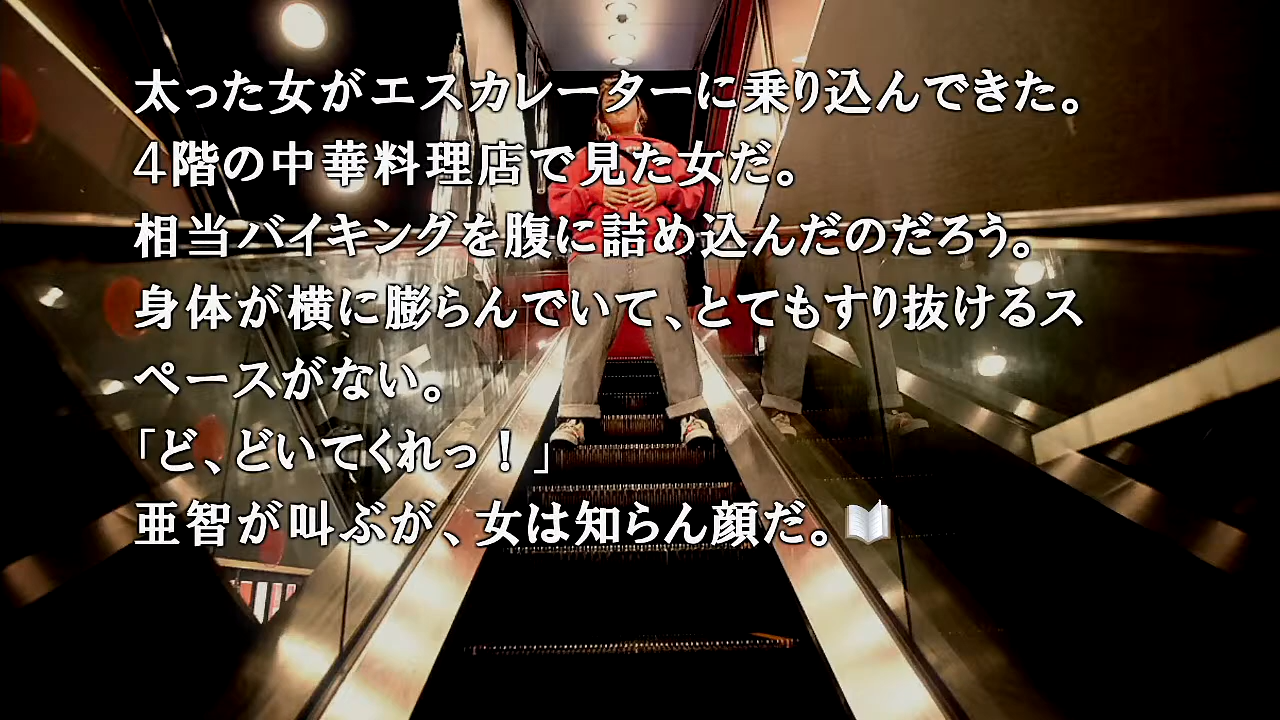 太った女がエスカレーターに乗り込んできた。
4階の中華料理店で見た女だ。
相当バイキングを腹に詰め込んだのだろう。
身体が横に膨らんでいて、とてもすり抜けるス
ペースがない。
「ど、どいてくれっ！」
亜智が叫ぶが、女は知らん顔だ。